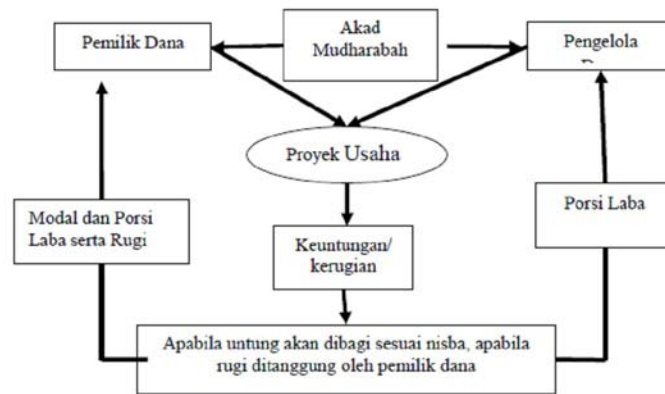 Pemilik Dana
Akad
Mudharabah
Pengelola
Proyek Usaha
Modal dan Porsi
Laba serta Rugi
Porsi Laba
Keuntungan/
kerugian
Apabila untung akan dibagi sesuai nisba, apabila
rugi ditanggung oleh pemilik dana